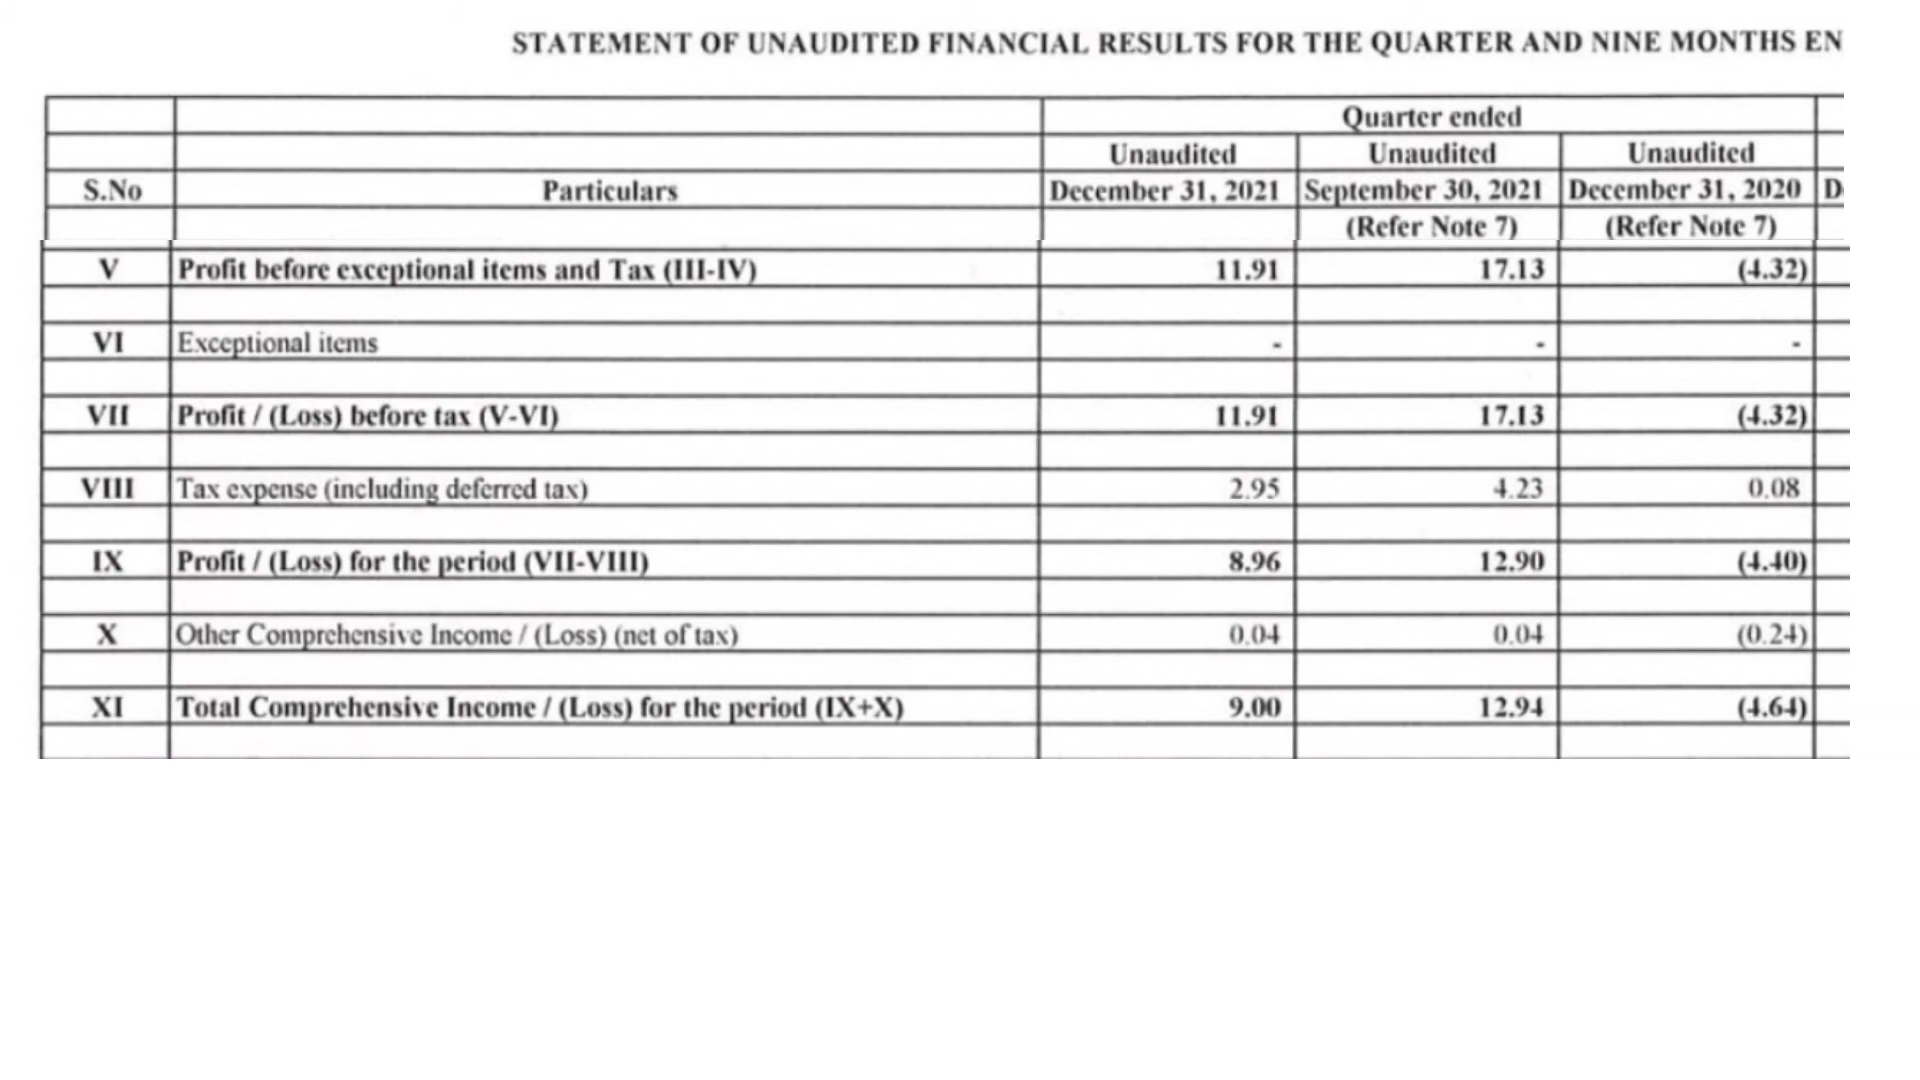 STATEMENT OF UNAUDITED FINANCIAL RESULTS FOR THE QUARTER AND NINE MONTHS EN
Quarter ended
Unaudited Unaudited Unaudited
S.No Particulars December 31, 2021 September 30, 2021 December 31, 2020 D
(Refer Note 7) (Refer Note 7)
V Profit before exceptional items and Tax (III-IV) 11.91 17.13 (4.32)
VI Exceptional items - - -
VII Profit / (Loss) before tax (V-VI) 11.91 17.13 (4.32)
VIII Tax expense (including deferred tax) 2.95 4.23 0.08
IX Profit / (Loss) for the period (VII-VIII) 8.96 12.90 (4.40)
X Other Comprehensive Income / (Loss) (net of tax) 0.04 0.04 (0.24)
XI Total Comprehensive Income / (Loss) for the period (IX+X) 9.00 12.94 (4.64)